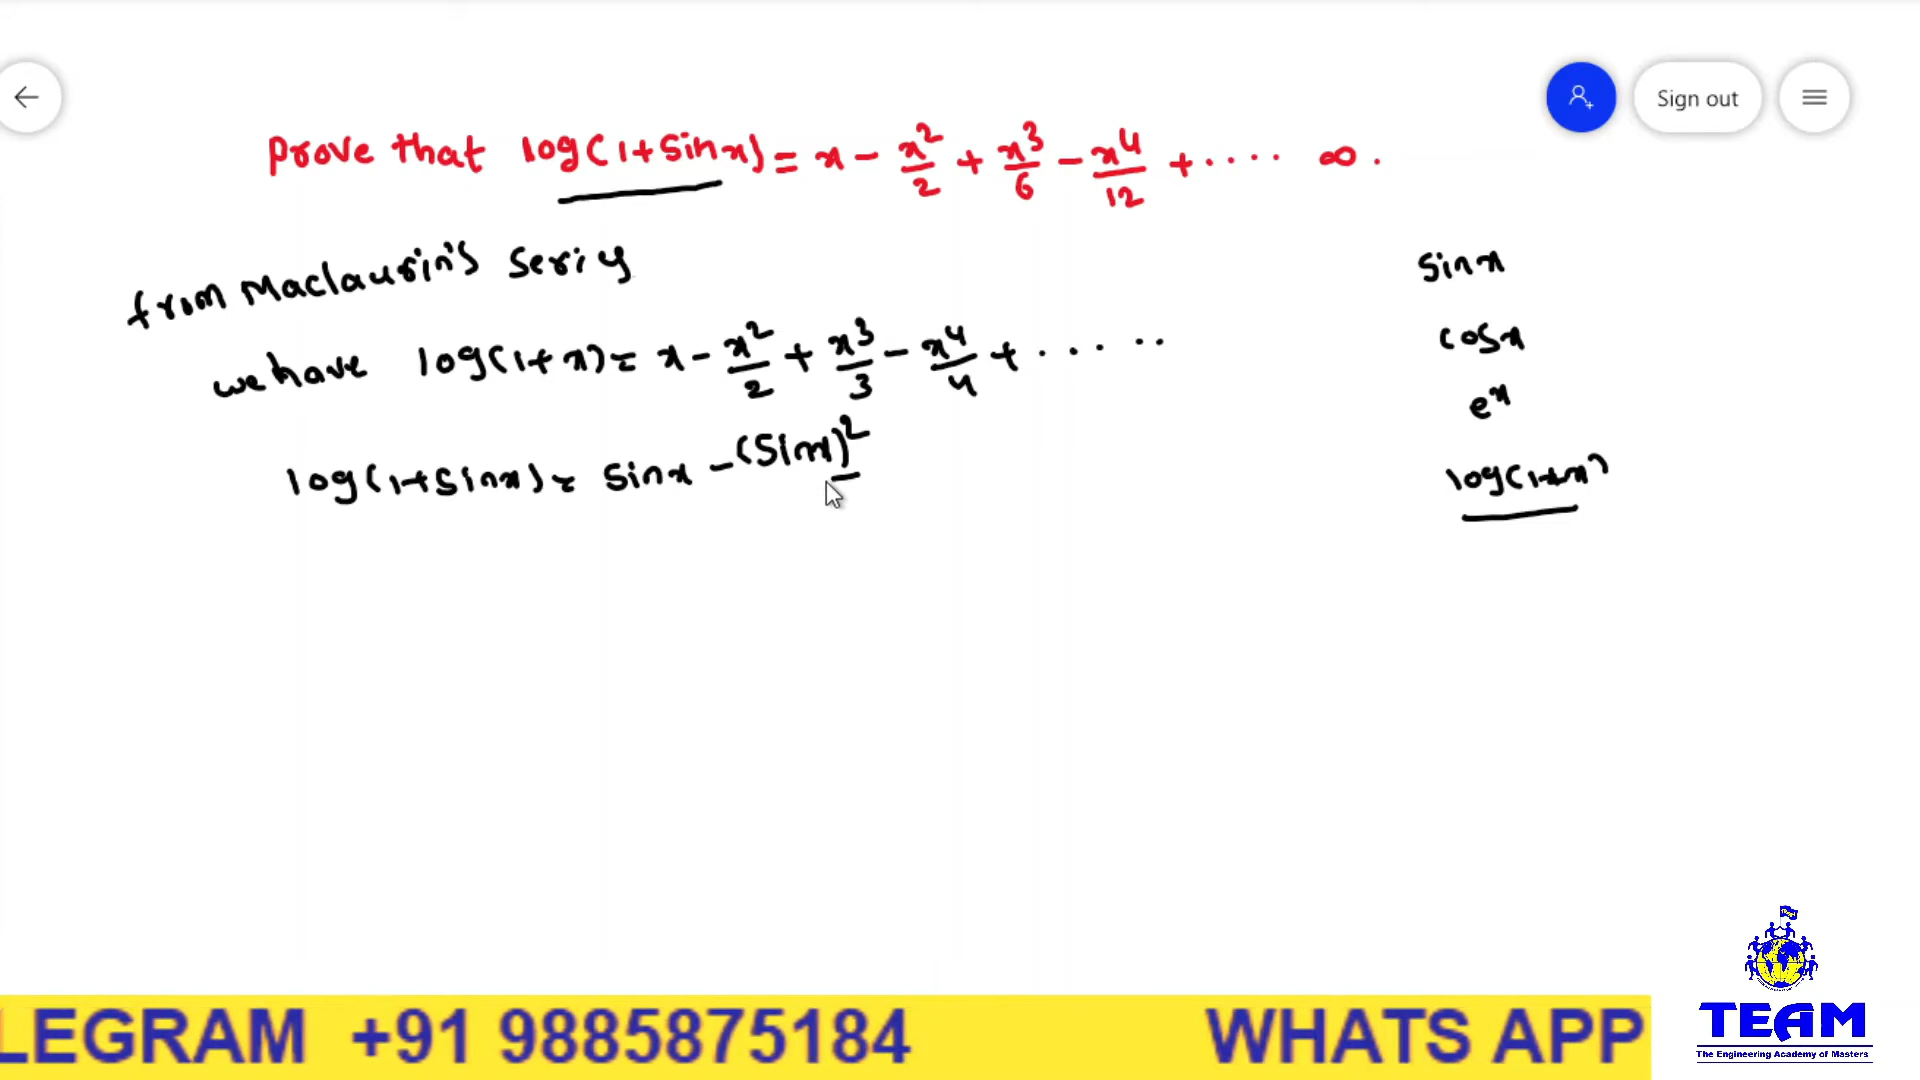 Sign out
Prove that log(1+sinx) = x - x²/2 + x³/6 - x⁴/12 + .... ∞.
from Maclaurin's Series
we have log(1+x) = x - x²/2 + x³/3 - x⁴/4 + ......
log(1+sinx) = sinx - (sinx)²
sinx
cosx
eˣ
log(1+x)
LEGRAM +91 9885875184 WHATS APP
TEAM
The Engineering Academy of Masters